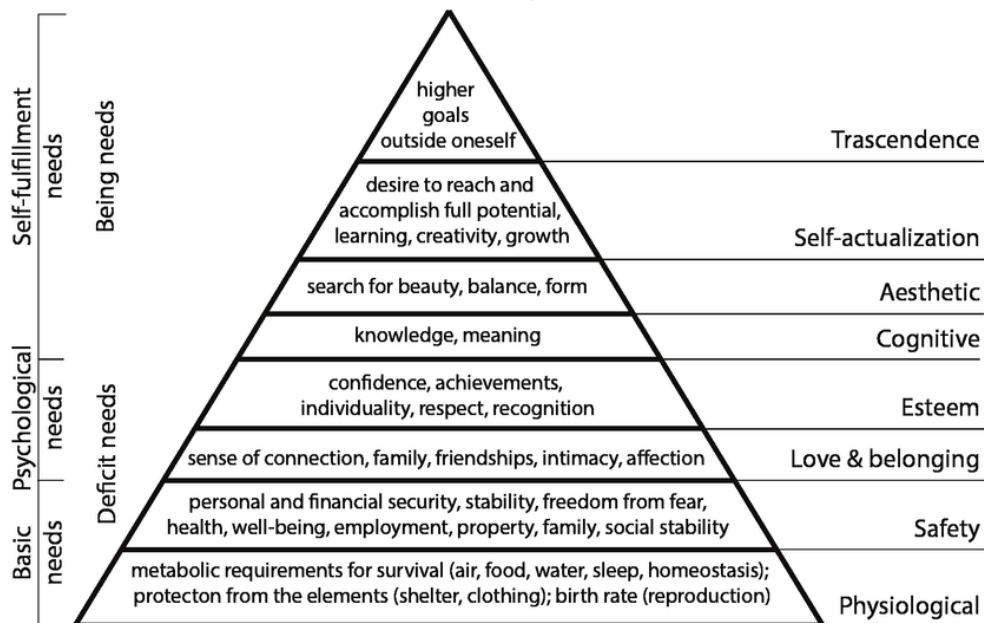 higher
goals
outside oneself
Trascendence
desire to reach and
accomplish full potential,
learning, creativity, growth
Self-actualization
search for beauty, balance, form
Aesthetic
knowledge, meaning
Cognitive
confidence, achievements,
individuality, respect, recognition
Esteem
sense of connection, family, friendships, intimacy, affection
Love & belonging
personal and financial security, stability, freedom from fear,
health, well-being, employment, property, family, social stability
Safety
metabolic requirements for survival (air, food, water, sleep, homeostasis);
protecton from the elements (shelter, clothing); birth rate (reproduction)
Physiological
Self-fulfillment
needs
Being needs
Psychological
needs
Deficit needs
Basic
needs